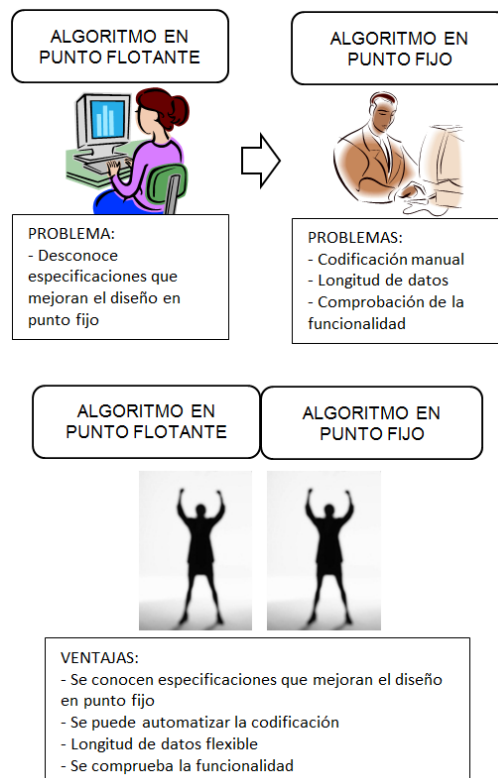 ALGORITMO EN
PUNTO FLOTANTE
ALGORITMO EN
PUNTO FIJO
PROBLEMA:
- Desconoce
especificaciones que
mejoran el diseño en
punto fijo
PROBLEMAS:
- Codificación manual
- Longitud de datos
- Comprobación de la
funcionalidad
ALGORITMO EN
PUNTO FLOTANTE
ALGORITMO EN
PUNTO FIJO
VENTAJAS:
- Se conocen especificaciones que mejoran el diseño
en punto fijo
- Se puede automatizar la codificación
- Longitud de datos flexible
- Se comprueba la funcionalidad